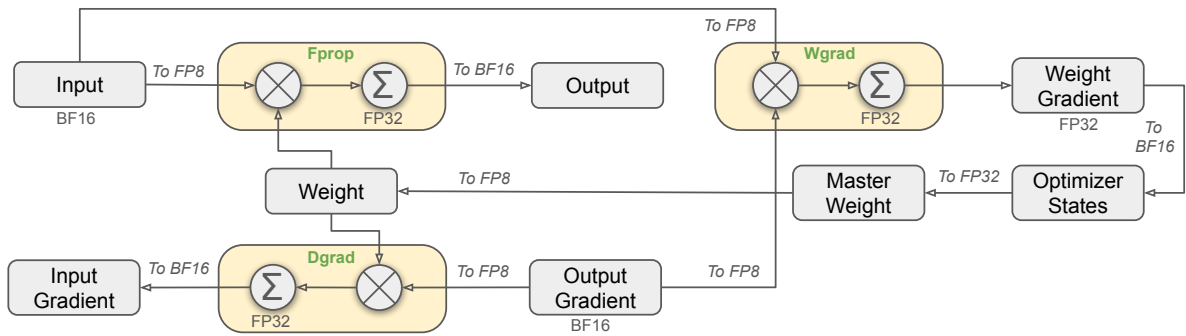 To FP8
Fprop
Wgrad
Input
BF16
To FP8
Σ
FP32
To BF16
Output
Σ
FP32
Weight
Gradient
FP32
To
BF16
Weight
To FP8
Master
Weight
To FP32
Optimizer
States
Input
Gradient
To BF16
Dgrad
Σ
FP32
To FP8
Output
Gradient
BF16
To FP8